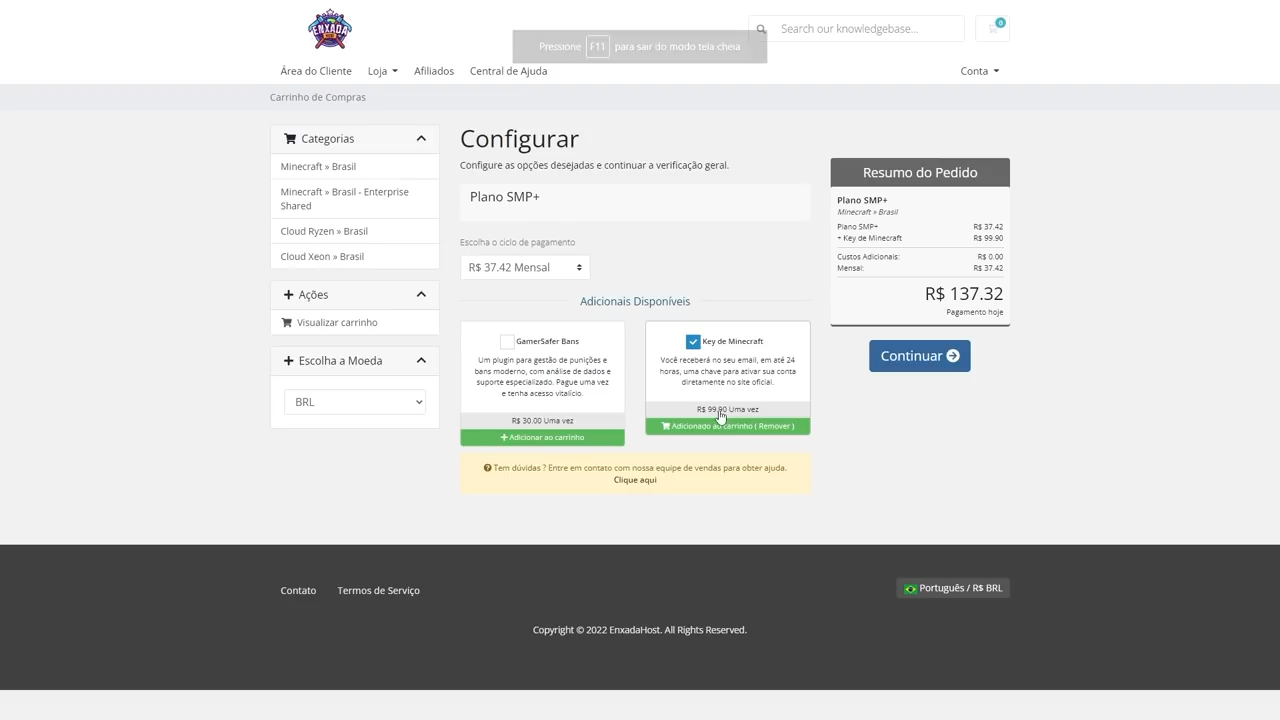 ENXADA
HOST
Search our knowledgebase...
0
Pressione F11 para sair do modo tela cheia
Área do Cliente
Loja
Afiliados
Central de Ajuda
Conta
Carrinho de Compras
Categorias
Minecraft » Brasil
Minecraft » Brasil - Enterprise
Shared
Cloud Ryzen » Brasil
Cloud Xeon » Brasil
Ações
Visualizar carrinho
Escolha a Moeda
BRL
Configurar
Configure as opções desejadas e continuar a verificação geral.
Plano SMP+
Escolha o ciclo de pagamento
R$ 37.42 Mensal
Adicionais Disponíveis
GamerSafer Bans
Um plugin para gestão de punições e
bans moderno, com análise de dados e
suporte especializado. Pague uma vez
e tenha acesso vitalício.
R$ 30.00 Uma vez
+ Adicionar ao carrinho
Key de Minecraft
Você receberá no seu email, em até 24
horas, uma chave para ativar sua conta
diretamente no site oficial.
R$ 99.90 Uma vez
Adicionado ao carrinho ( Remover )
Tem dúvidas ? Entre em contato com nossa equipe de vendas para obter ajuda.
Clique aqui
Resumo do Pedido
Plano SMP+
Minecraft » Brasil
Plano SMP+ R$ 37.42
+ Key de Minecraft R$ 99.90
Custos Adicionais: R$ 0.00
Mensal: R$ 37.42
R$ 137.32
Pagamento hoje
Continuar
Contato
Termos de Serviço
Português / R$ BRL
Copyright © 2022 EnxadaHost. All Rights Reserved.